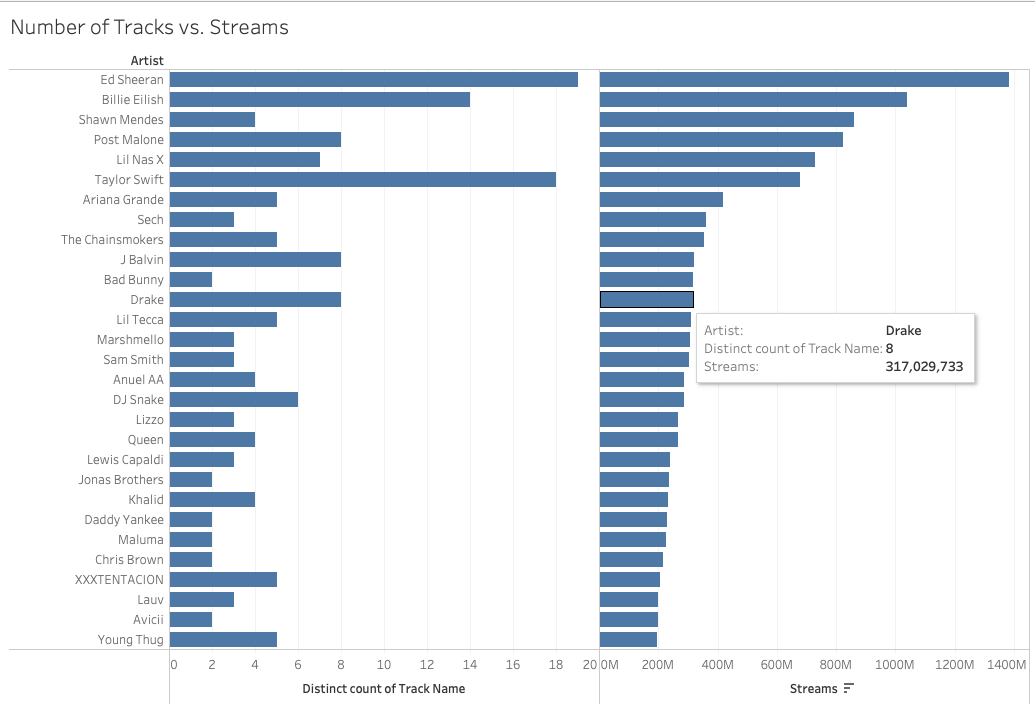 Number of Tracks vs. Streams
Artist
Ed Sheeran
Billie Eilish
Shawn Mendes
Post Malone
Lil Nas X
Taylor Swift
Ariana Grande
Sech
The Chainsmokers
J Balvin
Bad Bunny
Drake
Lil Tecca
Marshmello
Sam Smith
Anuel AA
DJ Snake
Lizzo
Queen
Lewis Capaldi
Jonas Brothers
Khalid
Daddy Yankee
Maluma
Chris Brown
XXXTENTACION
Lauv
Avicii
Young Thug
Artist: Drake
Distinct count of Track Name: 8
Streams: 317,029,733
0 2 4 6 8 10 12 14 16 18 20
0M 200M 400M 600M 800M 1000M 1200M 1400M
Distinct count of Track Name
Streams